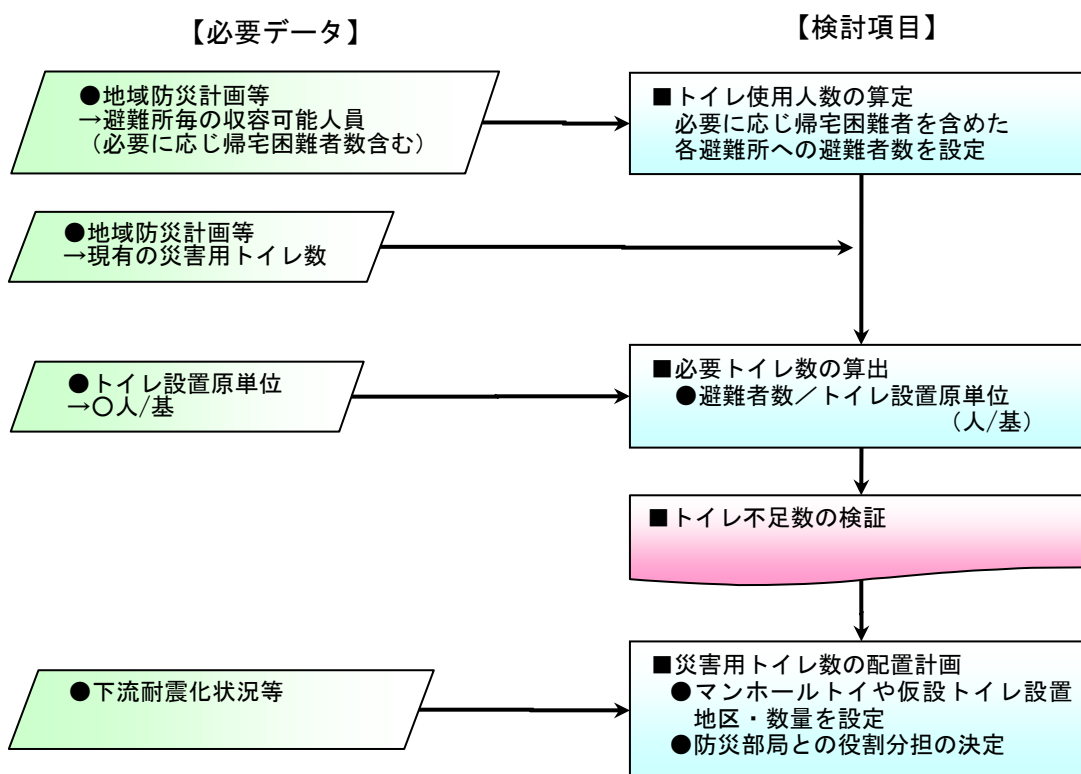 【必要データ】
【検討項目】
●地域防災計画等
→避難所毎の収容可能人員
（必要に応じ帰宅困難者数含む）
■トイレ使用人数の算定
必要に応じ帰宅困難者を含めた
各避難所への避難者数を設定
●地域防災計画等
→現有の災害用トイレ数
●トイレ設置原単位
→〇人/基
■必要トイレ数の算出
●避難者数／トイレ設置原単位
（人/基）
■トイレ不足数の検証
●下流耐震化状況等
■災害用トイレ数の配置計画
●マンホールトイや仮設トイレ設置
地区・数量を設定
●防災部局との役割分担の決定